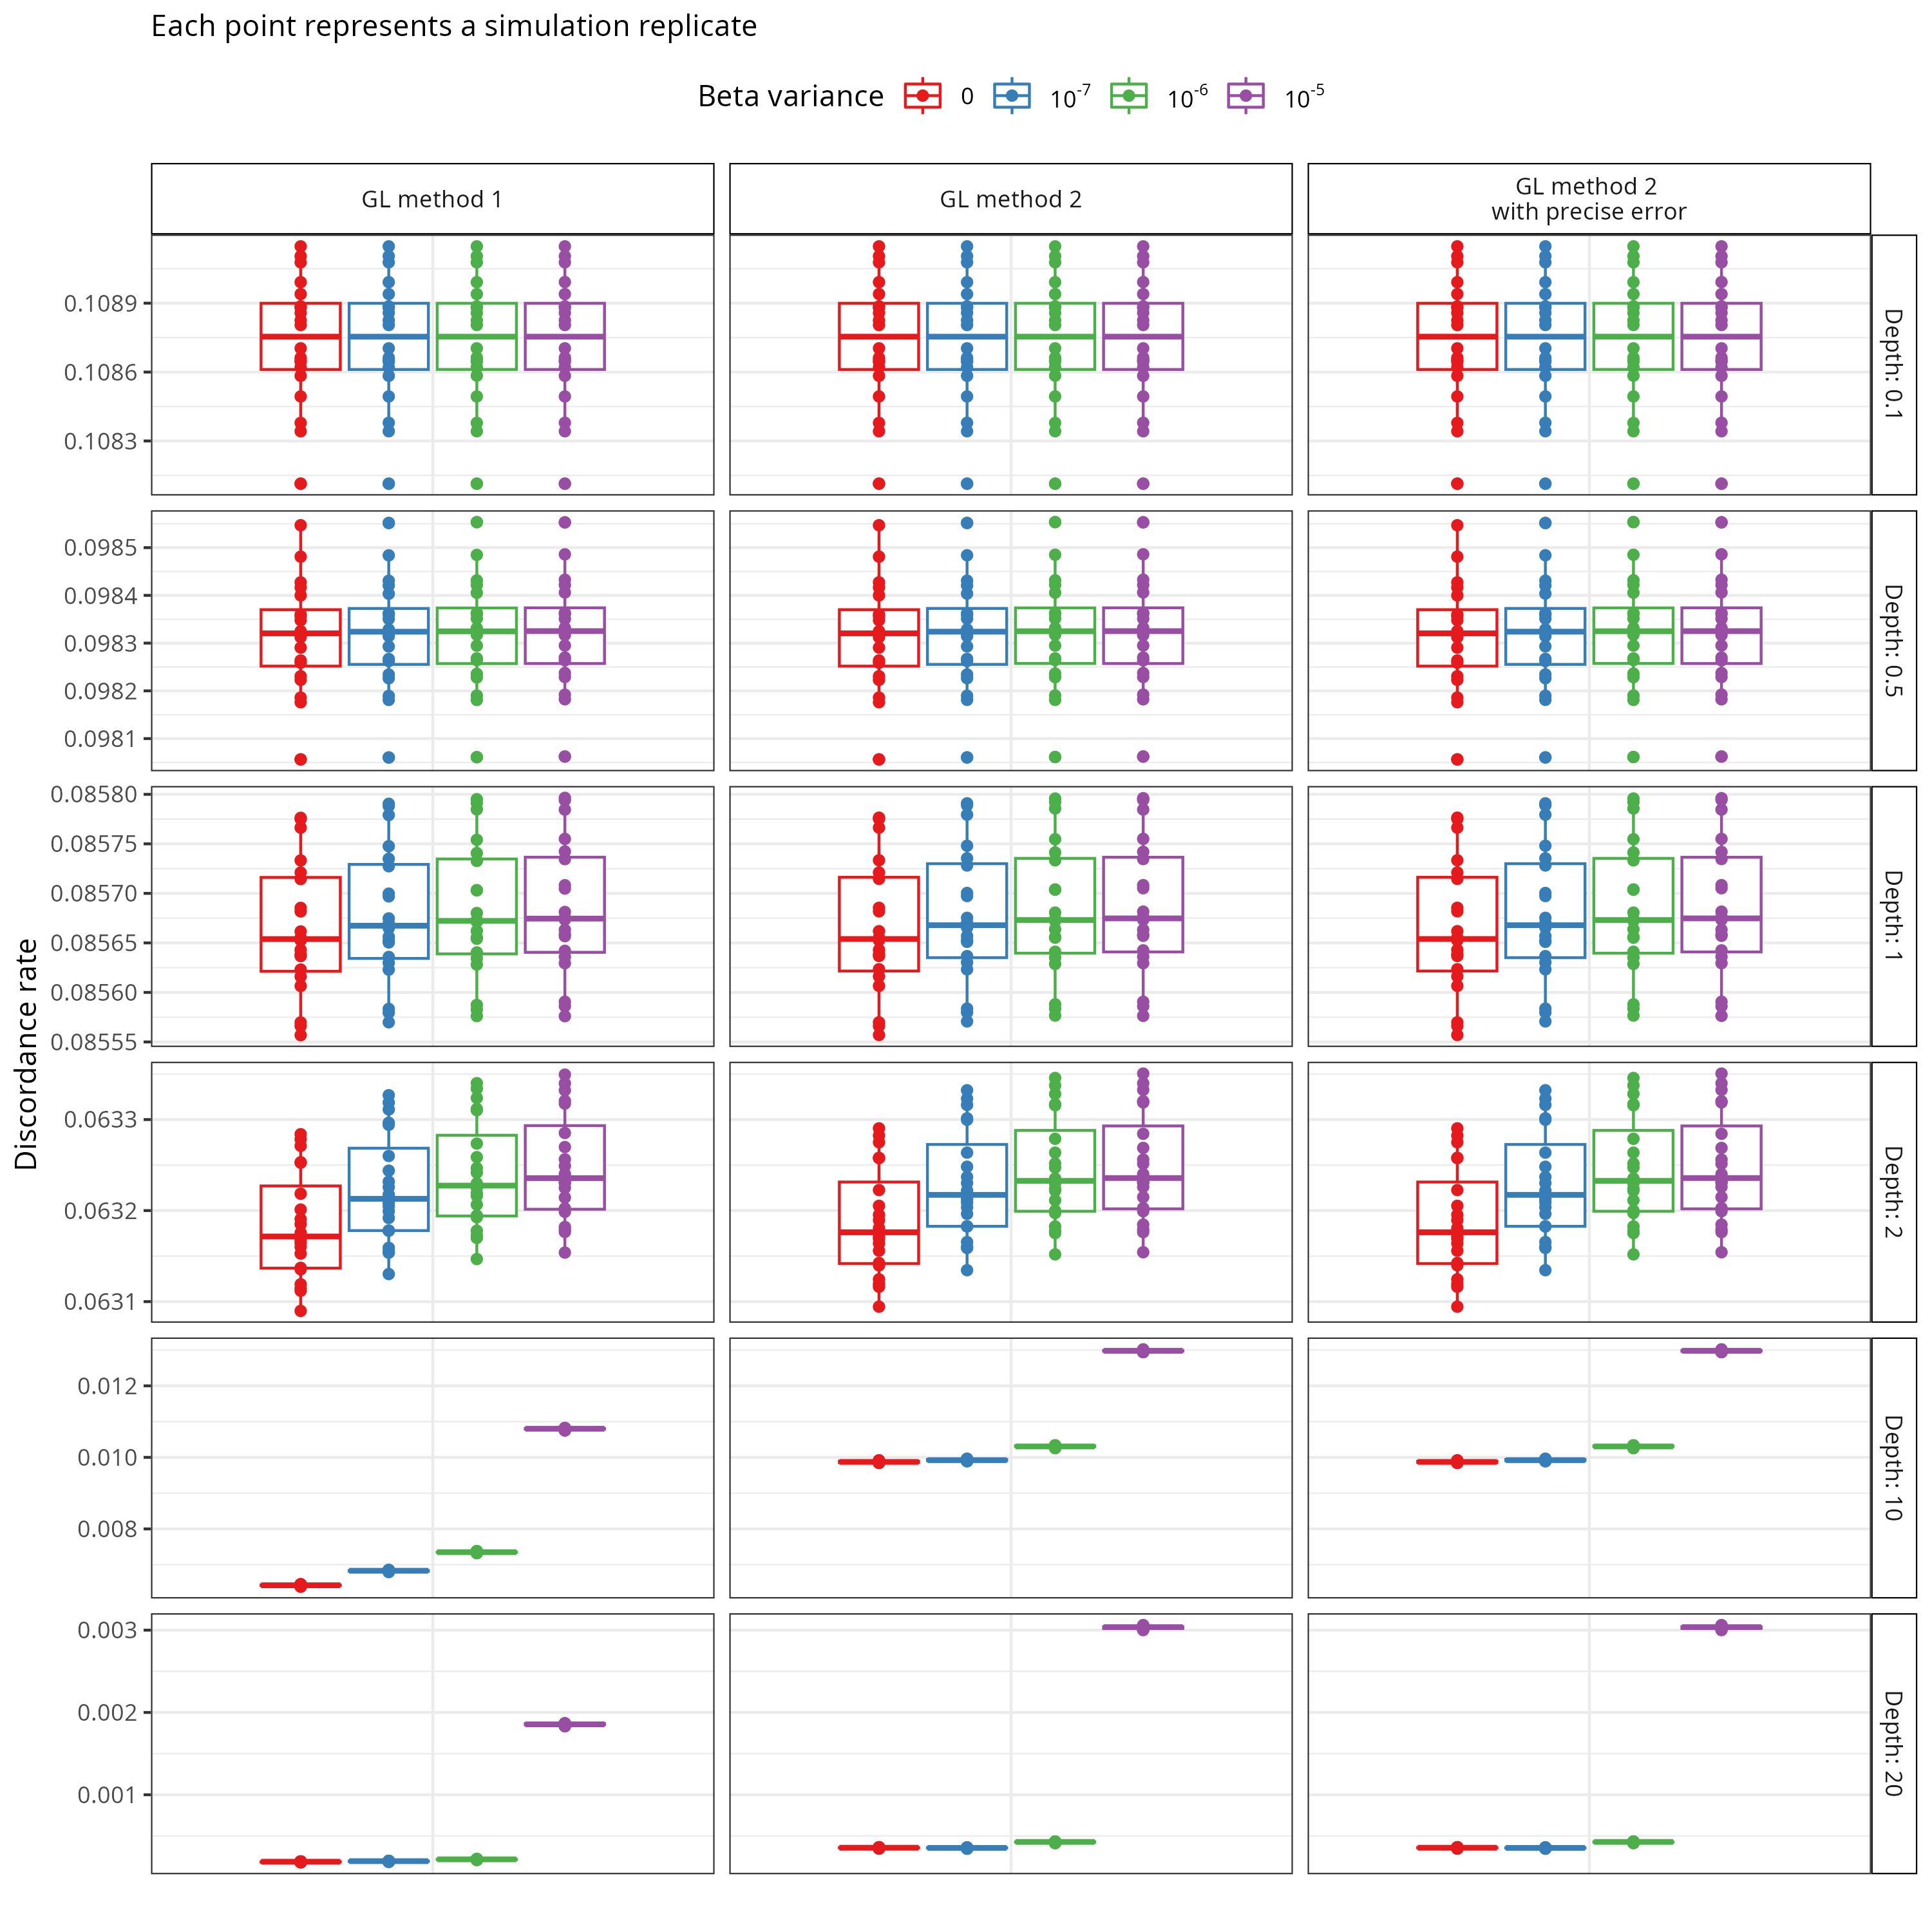 Each point represents a simulation replicate
Beta variance 0 10-7 10-6 10-5
GL method 1
GL method 2
GL method 2
with precise error
Discordance rate
0.1089
0.1086
0.1083
Depth: 0.1
0.0985
0.0984
0.0983
0.0982
0.0981
Depth: 0.5
0.08580
0.08575
0.08570
0.08565
0.08560
0.08555
Depth: 1
0.0633
0.0632
0.0631
Depth: 2
0.012
0.010
0.008
Depth: 10
0.003
0.002
0.001
Depth: 20